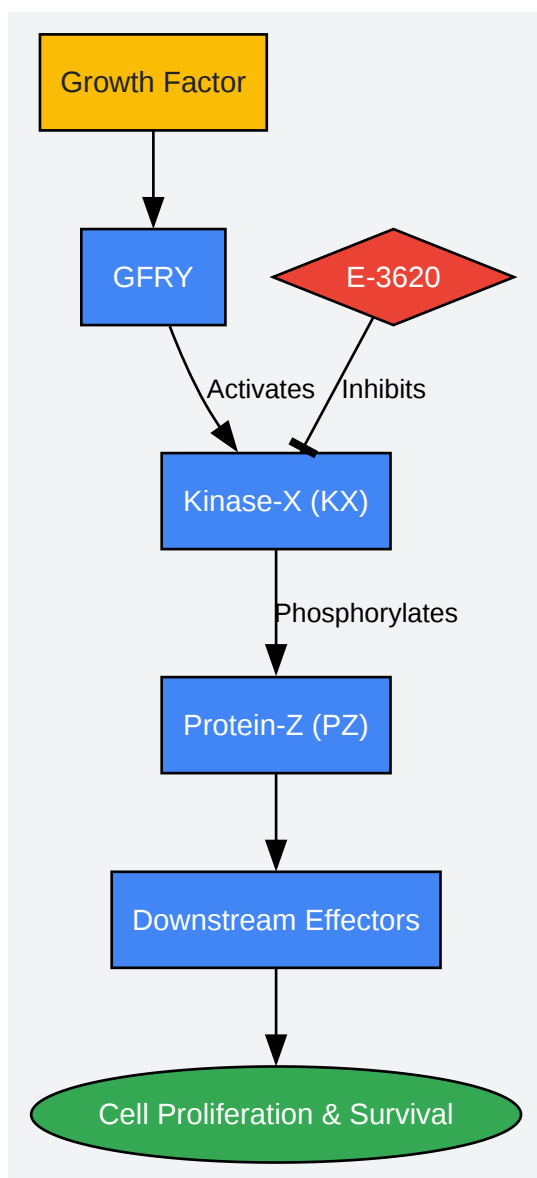 Growth Factor
GFRY
E-3620
Activates
Inhibits
Kinase-X (KX)
Phosphorylates
Protein-Z (PZ)
Downstream Effectors
Cell Proliferation & Survival